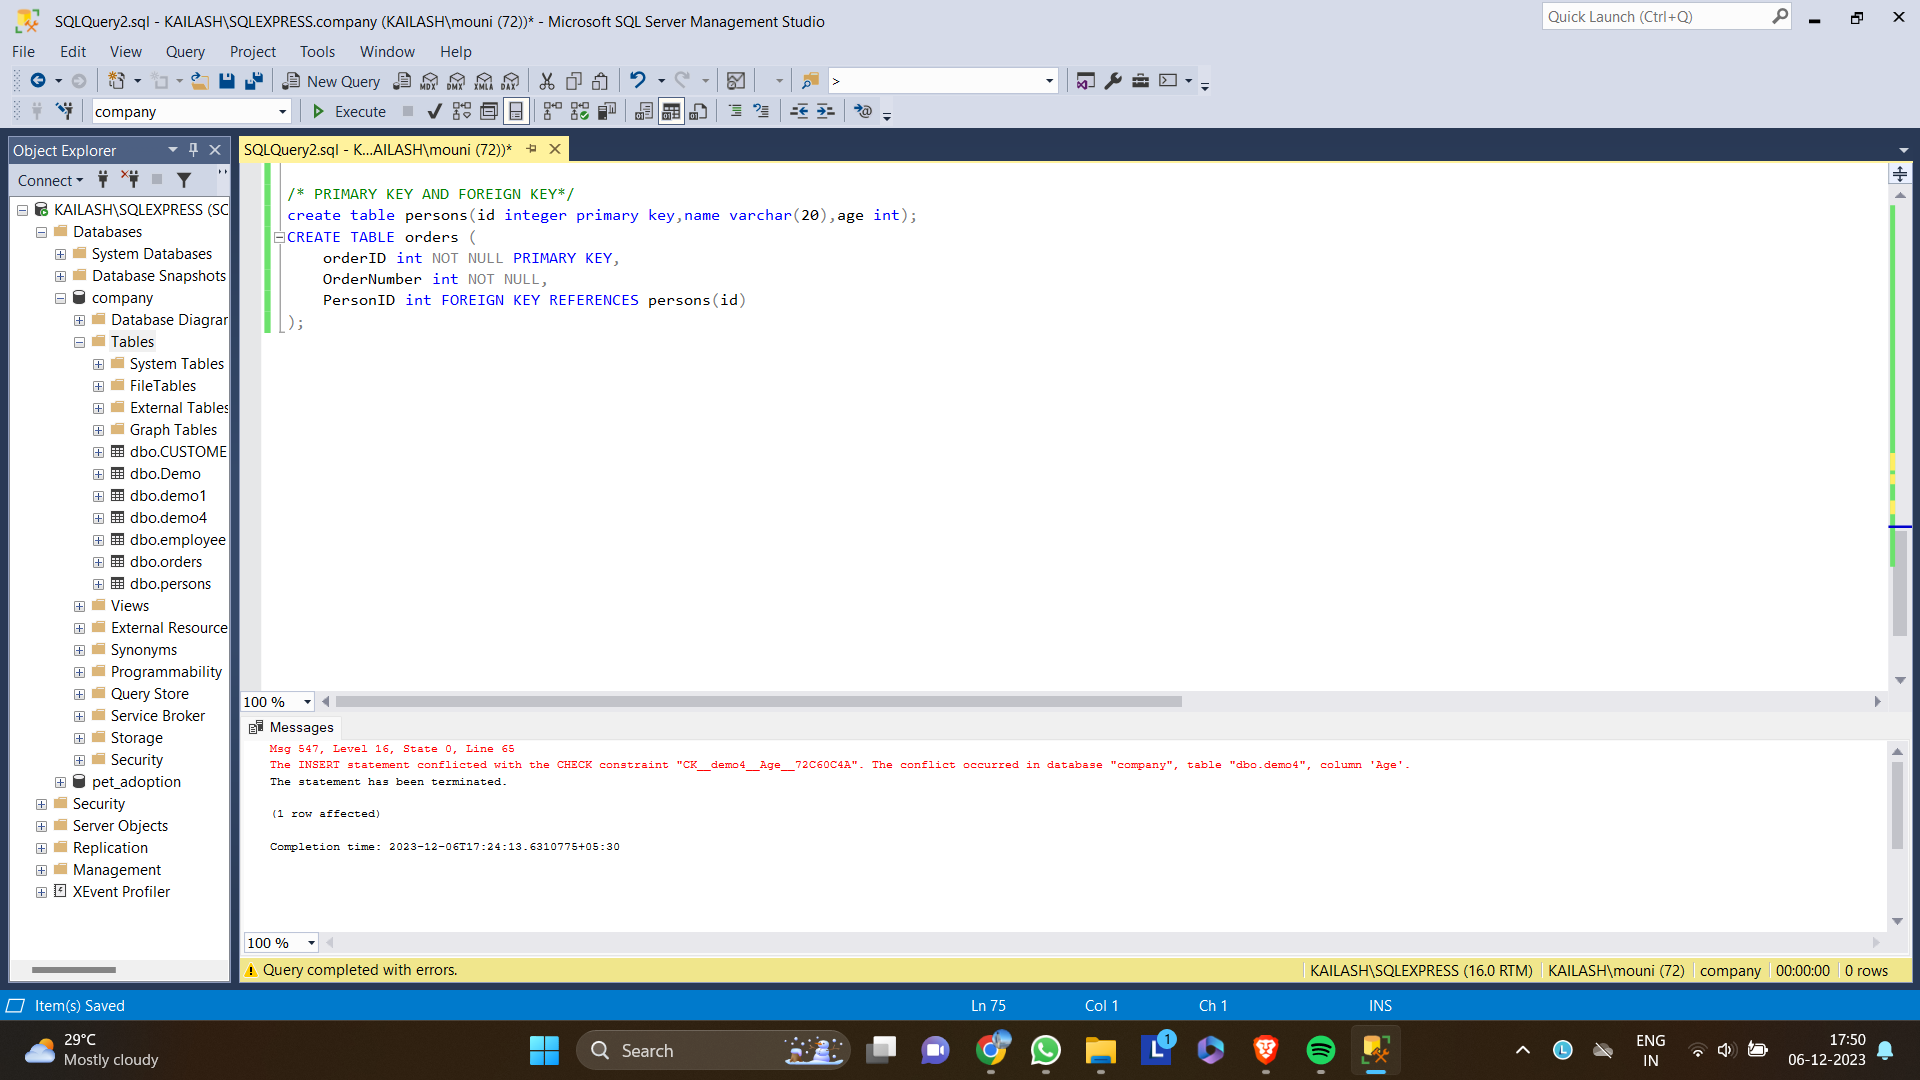 SQLQuery2.sql - KAILASH\SQLEXPRESS.company (KAILASH\mouni (72))* - Microsoft SQL Server Management Studio
Quick Launch (Ctrl+Q)
File Edit View Query Project Tools Window Help
New Query
MDX DMX XMLA DAX
>
company
Execute
Object Explorer
Connect
KAILASH\SQLEXPRESS (SC
Databases
System Databases
Database Snapshots
company
Database Diagrar
Tables
System Tables
FileTables
External Tables
Graph Tables
dbo.CUSTOME
dbo.Demo
dbo.demo1
dbo.demo4
dbo.employee
dbo.orders
dbo.persons
Views
External Resource
Synonyms
Programmability
Query Store
Service Broker
Storage
Security
pet_adoption
Security
Server Objects
Replication
Management
XEvent Profiler
SQLQuery2.sql - K...AILASH\mouni (72))*
/* PRIMARY KEY AND FOREIGN KEY*/
create table persons(id integer primary key,name varchar(20),age int);
CREATE TABLE orders (
orderID int NOT NULL PRIMARY KEY,
OrderNumber int NOT NULL,
PersonID int FOREIGN KEY REFERENCES persons(id)
);
100 %
Messages
Msg 547, Level 16, State 0, Line 65
The INSERT statement conflicted with the CHECK constraint "CK__demo4__Age__72C60C4A". The conflict occurred in database "company", table "dbo.demo4", column 'Age'.
The statement has been terminated.
(1 row affected)
Completion time: 2023-12-06T17:24:13.6310775+05:30
100 %
Query completed with errors.
KAILASH\SQLEXPRESS (16.0 RTM) KAILASH\mouni (72) company 00:00:00 0 rows
Item(s) Saved
Ln 75 Col 1 Ch 1 INS
29°C
Mostly cloudy
Search
L
1
L
ENG
IN
17:50
06-12-2023